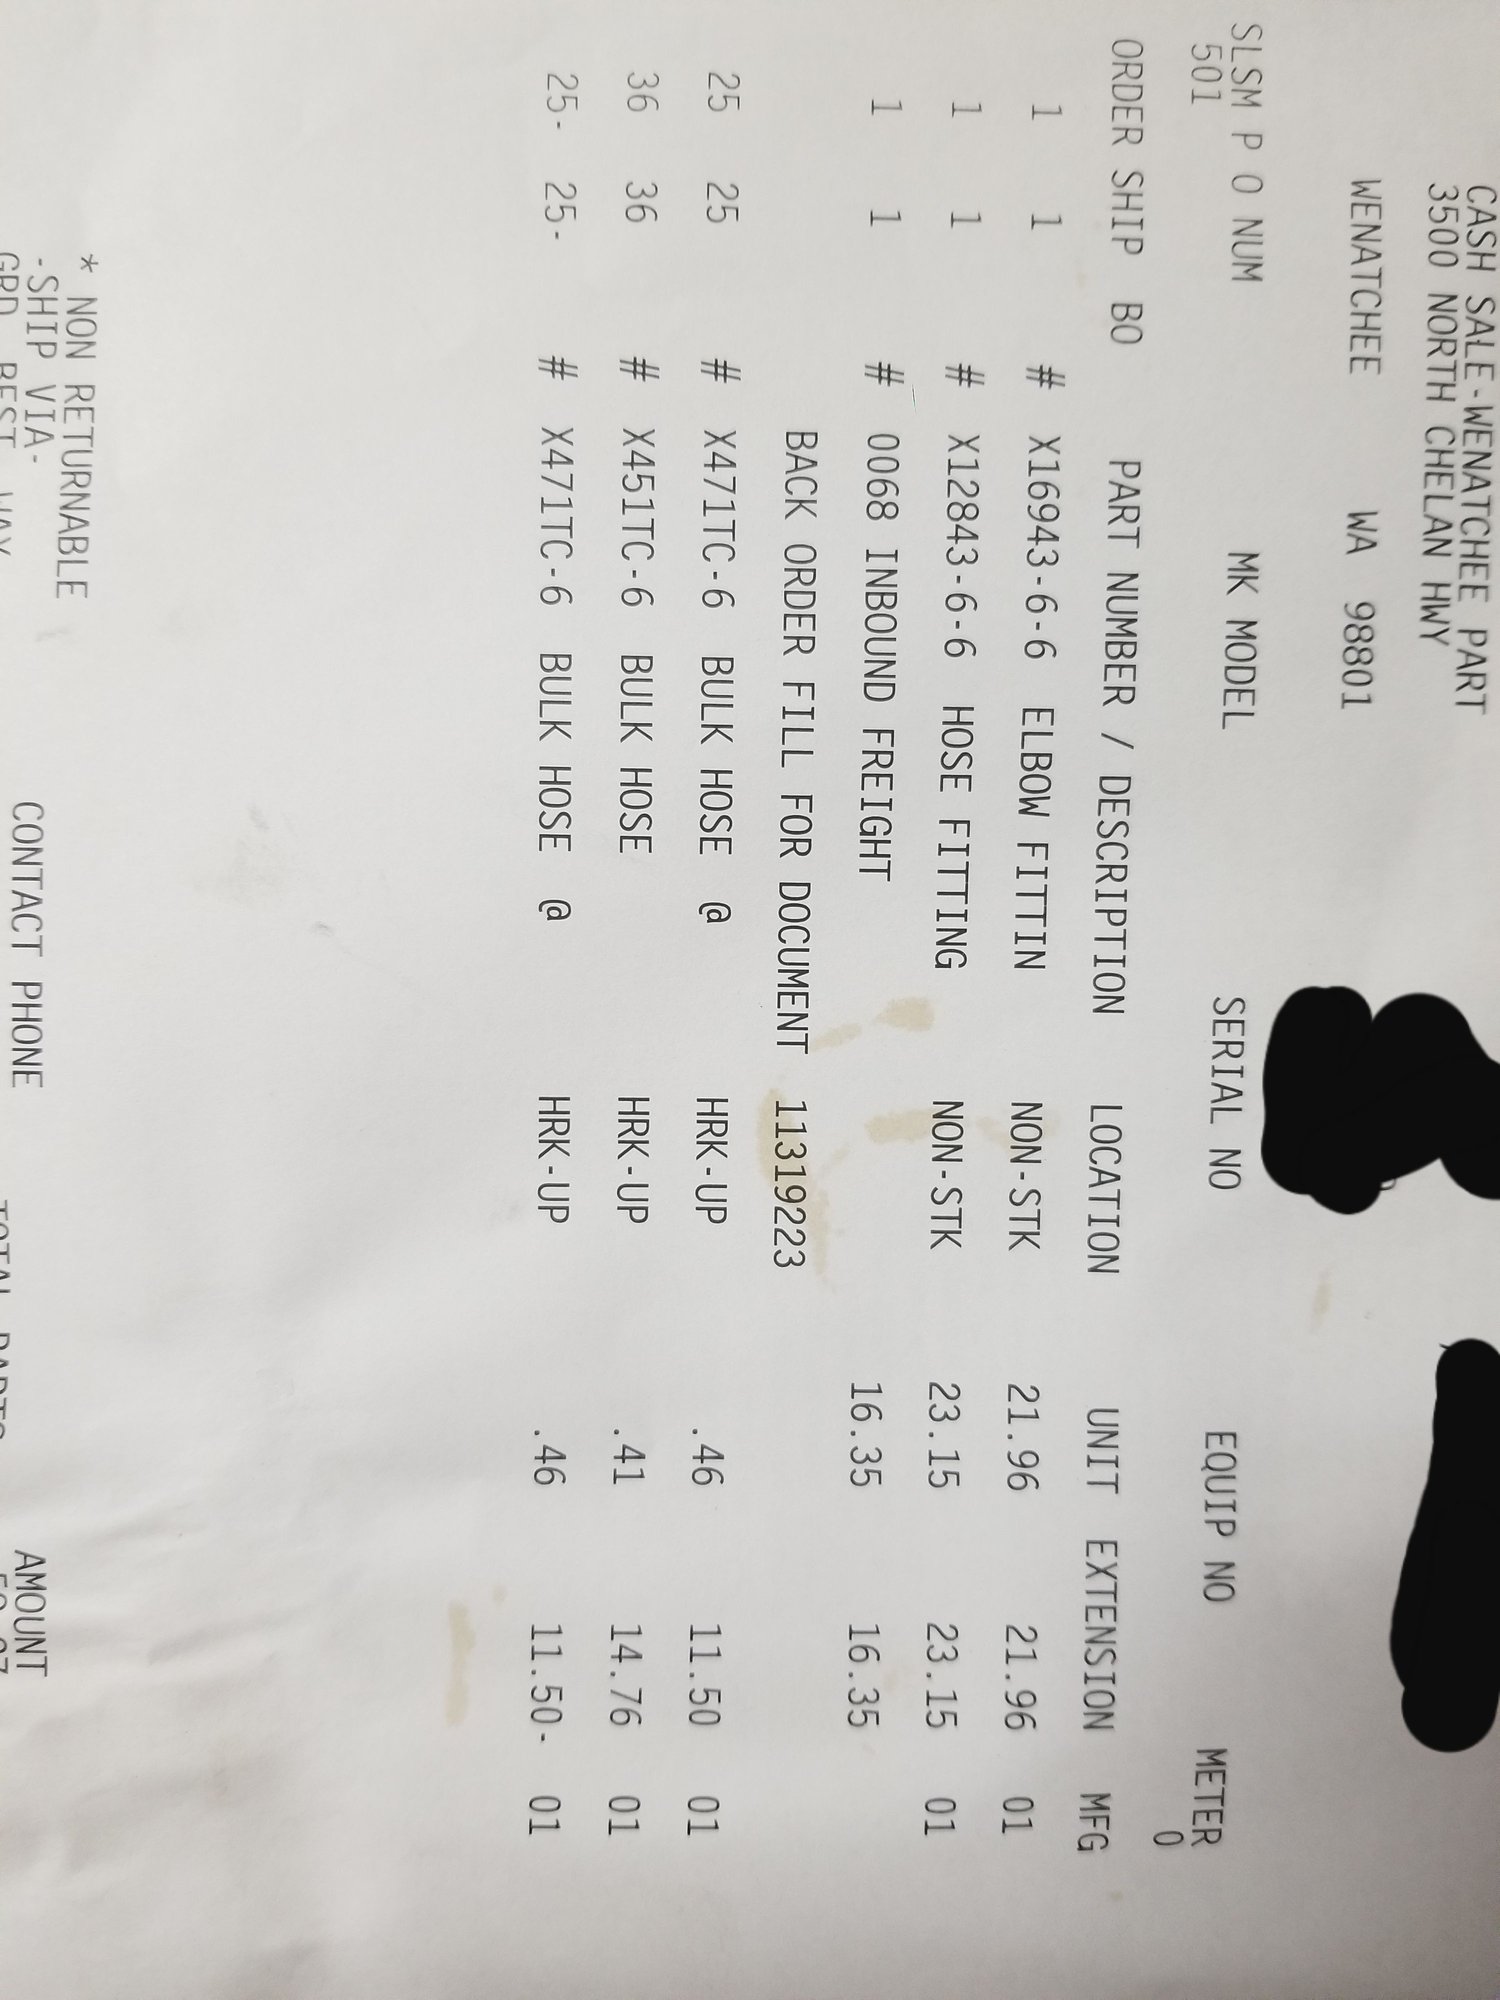 CASH SALE-WENATCHEE PART
3500 NORTH CHELAN HWY
WENATCHEE WA 98801
SLSM P O NUM MK MODEL SERIAL NO EQUIP NO METER
501 0
ORDER SHIP BO PART NUMBER / DESCRIPTION LOCATION UNIT EXTENSION MFG
1 1 # X16943-6-6 ELBOW FITTIN NON-STK 21.96 21.96 01
1 1 # X12843-6-6 HOSE FITTING NON-STK 23.15 23.15 01
1 1 # 0068 INBOUND FREIGHT 16.35 16.35
BACK ORDER FILL FOR DOCUMENT 11319223
25 25 # X471TC-6 BULK HOSE @ HRK-UP .46 11.50 01
36 36 # X451TC-6 BULK HOSE HRK-UP .41 14.76 01
25- 25- # X471TC-6 BULK HOSE @ HRK-UP .46 11.50- 01
* NON RETURNABLE
-SHIP VIA- CONTACT PHONE AMOUNT
GRD BEST WAY TOTAL PARTS